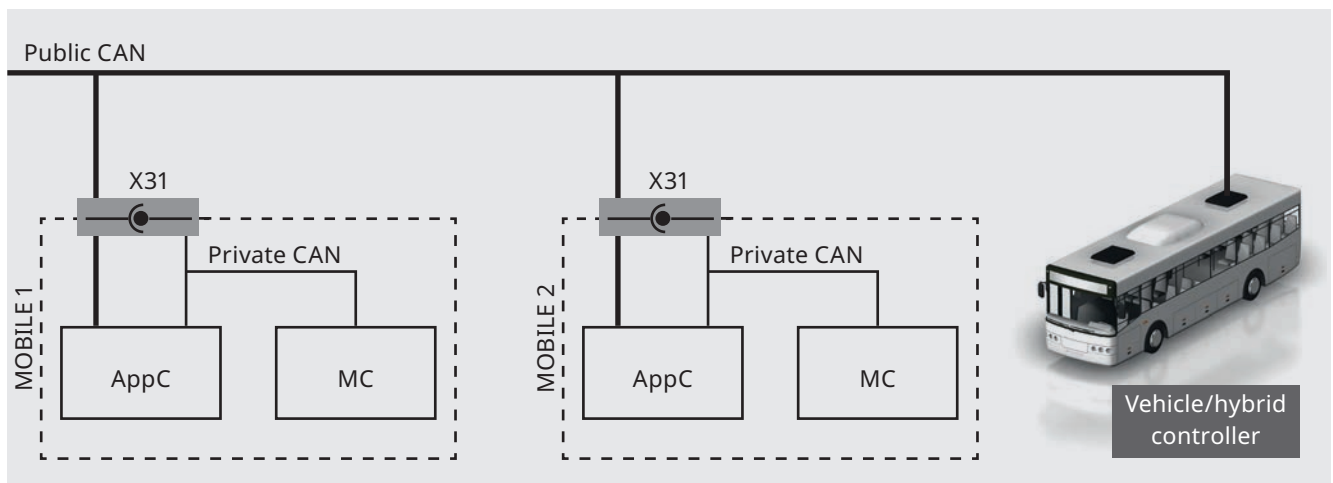 Public CAN
X31
X31
Private CAN
Private CAN
MOBILE 1
MOBILE 2
AppC
MC
AppC
MC
Vehicle/hybrid
controller